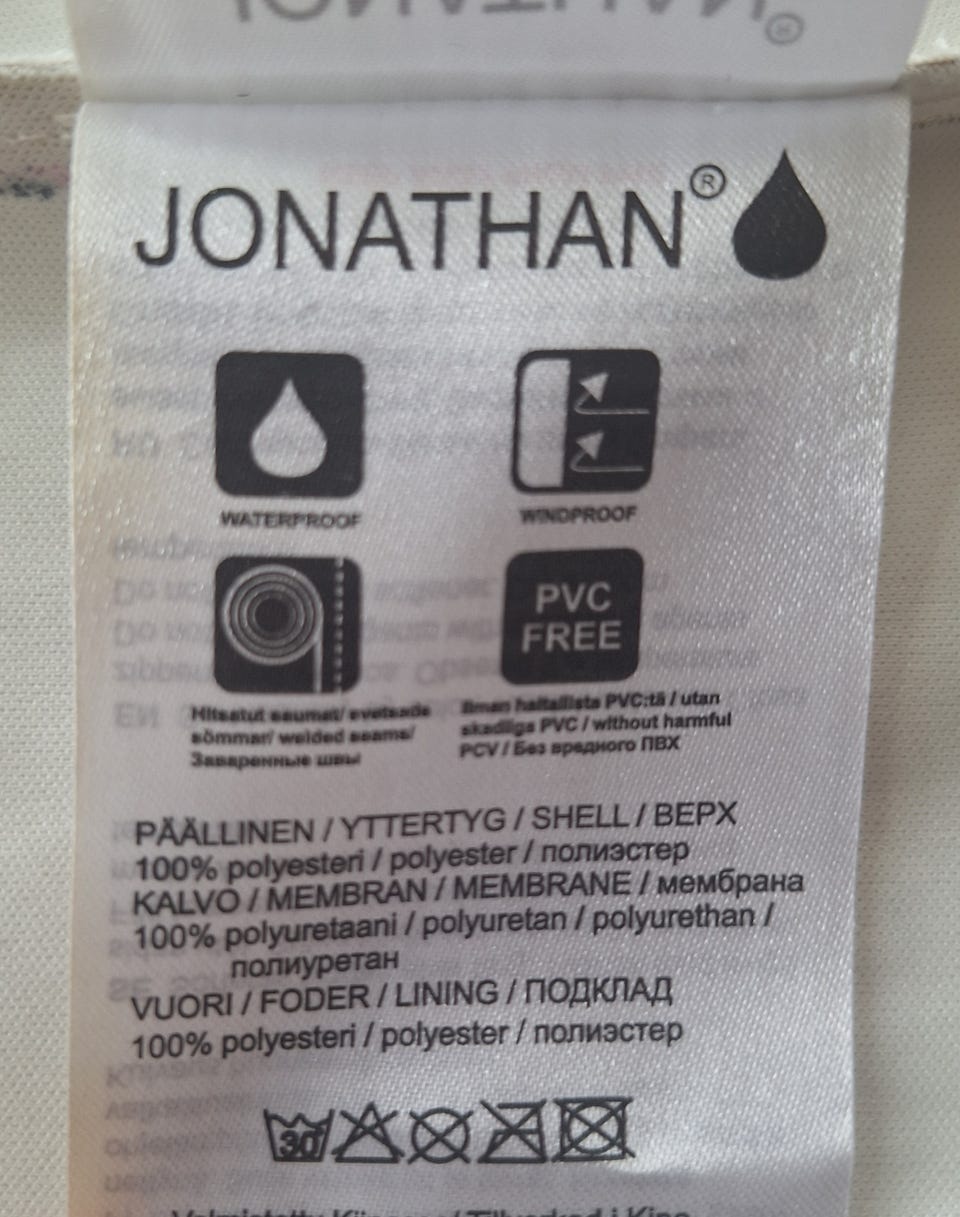 JONATHAN®
JONATHAN®
WATERPROOF
WINDPROOF
PVC
FREE
Hitsatut saumat/ svetsade
sömmar/ welded seams/
Заваренные швы
Ilman haitallista PVC:tä / utan
skadliga PVC / without harmful
PCV / Без вредного ПВХ
PÄÄLLINEN / YTTERTYG / SHELL / ВЕРХ
100% polyesteri / polyester / полиэстер
KALVO / MEMBRAN / MEMBRANE / мембрана
100% polyuretaani / polyuretan / polyurethan /
полиуретан
VUORI / FODER / LINING / ПОДКЛАД
100% polyesteri / polyester / полиэстер
30